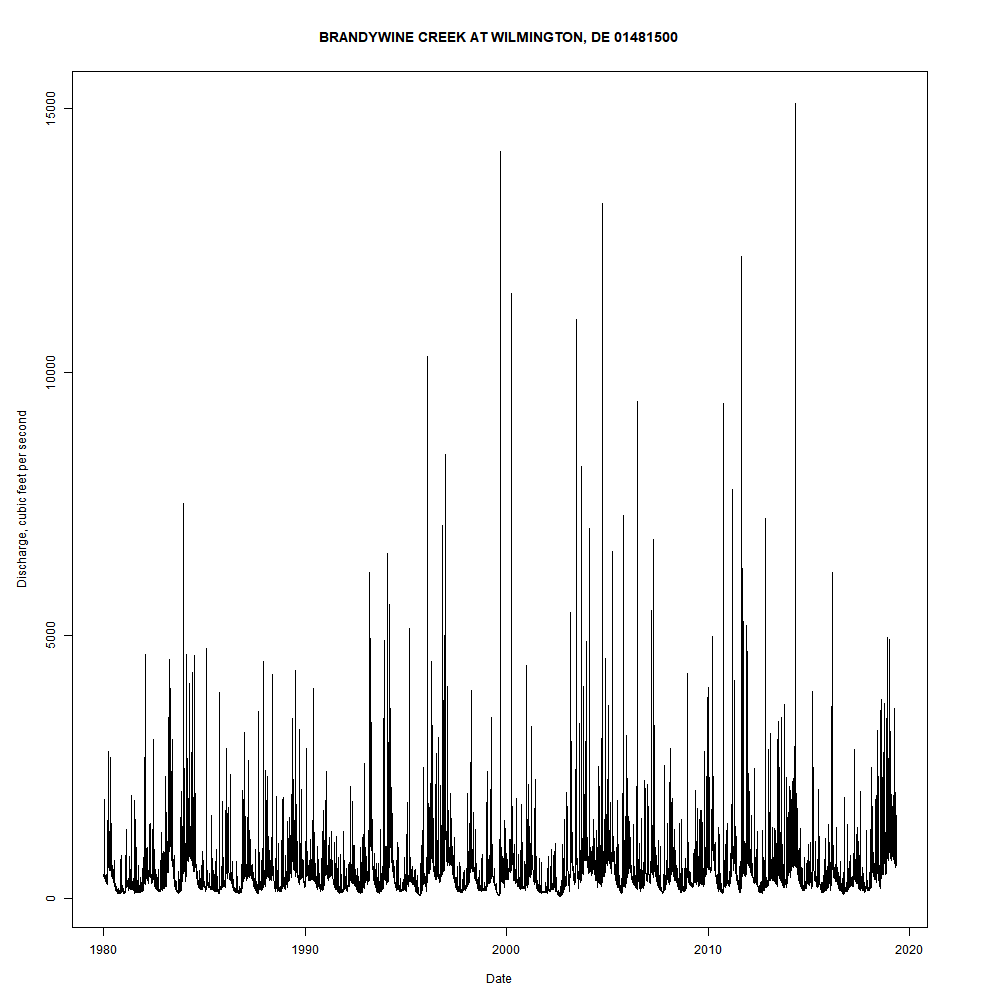 BRANDYWINE CREEK AT WILMINGTON, DE 01481500
15000
10000
5000
0
Discharge, cubic feet per second
1980 1990 2000 2010 2020
Date